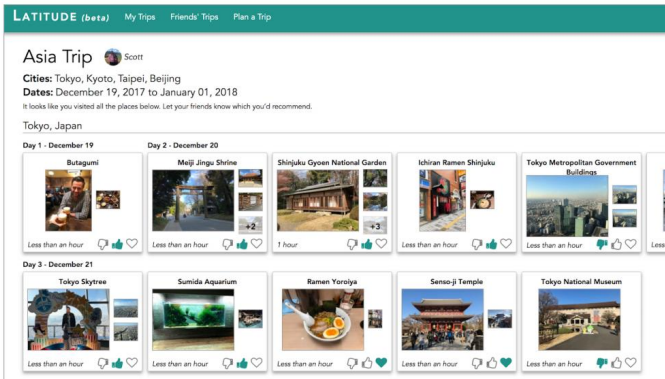 LATITUDE (beta) My Trips Friends' Trips Plan a Trip
Asia Trip Scott
Cities: Tokyo, Kyoto, Taipei, Beijing
Dates: December 19, 2017 to January 01, 2018
It looks like you visited all the places below. Let your friends know which you'd recommend.
Tokyo, Japan
Day 1 - December 19 Day 2 - December 20
Butagumi Meiji Jingu Shrine Shinjuku Gyoen National Garden Ichiran Ramen Shinjuku Tokyo Metropolitan Government
Buildings
+2 +3
Less than an hour Less than an hour 1 hour Less than an hour Less than an hour Less
Day 3 - December 21
Tokyo Skytree Sumida Aquarium Ramen Yoroiya Senso-ji Temple Tokyo National Museum
Less than an hour Less than an hour Less than an hour Less than an hour Less than an hour